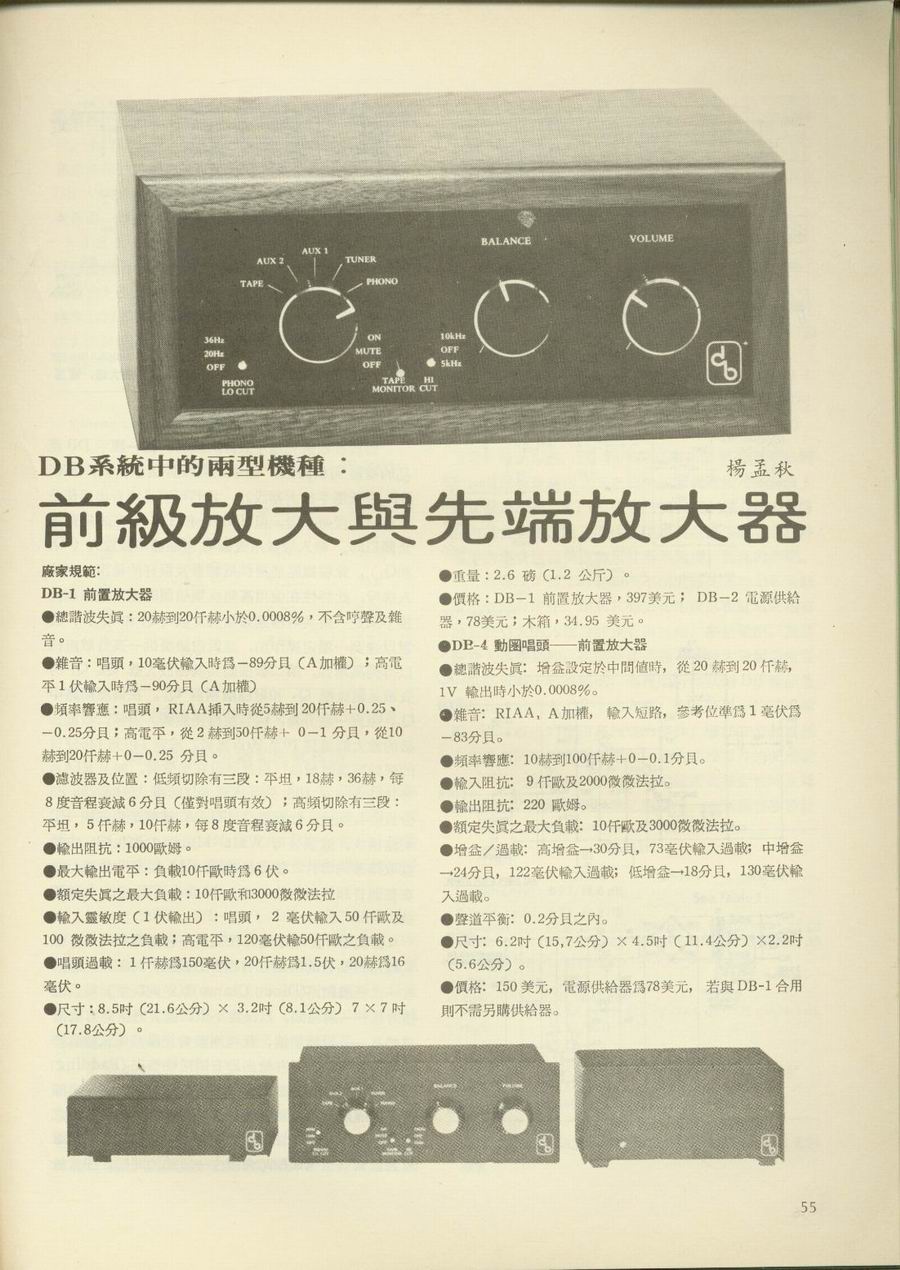 BALANCE
VOLUME
AUX 1
AUX 2
TUNER
TAPE
PHONO
36Hz
20Hz
OFF
PHONO
LO CUT
ON
MUTE
OFF
TAPE
MONITOR
10kHz
OFF
5kHz
HI
CUT
db
DB系統中的兩型機種：
楊孟秋
前級放大與先端放大器
廠家規範:
DB-1 前置放大器
●總諧波失眞：20赫到20仟赫小於0.0008%，不含哼聲及雜
音。
●雜音：唱頭，10毫伏輸入時爲－89分貝（A加權）；高電
平1伏輸入時爲－90分貝（A加權）
●頻率響應：唱頭，RIAA挿入時從5赫到20仟赫＋0.25、
－0.25分貝；高電平，從2赫到50仟赫＋ 0－1 分貝，從10
赫到20仟赫＋0－0.25 分貝。
●濾波器及位置：低頻切除有三段：平坦，18赫，36赫，每
8度音程衰減6分貝（僅對唱頭有效）；高頻切除有三段：
平坦，5仟赫，10仟赫，每8度音程衰減6分貝。
●輸出阻抗：1000歐姆。
●最大輸出電平：負載10仟歐時爲6伏。
●額定失眞之最大負載：10仟歐和3000微微法拉
●輸入靈敏度（1伏輸出）：唱頭， 2 毫伏輸入50仟歐及
100 微微法拉之負載；高電平，120毫伏輸50仟歐之負載。
●唱頭過載：1仟赫爲150毫伏，20仟赫爲1.5伏，20赫爲16
毫伏。
●尺寸：8.5吋（21.6公分）× 3.2吋（8.1公分）7×7吋
（17.8公分）。
●重量：2.6 磅（1.2 公斤）。
●價格：DB－1 前置放大器，397美元； DB－2 電源供給
器，78美元；木箱，34.95 美元。
●DB-4 動圈唱頭——前置放大器
●總諧波失眞: 增益設定於中間値時，從20赫到20仟赫，
1V 輸出時小於0.0008%。
●雜音: RIAA, A加權， 輸入短路，參考位準爲1毫伏爲
－83分貝。
●頻率響應: 10赫到100仟赫＋0－0.1分貝。
●輸入阻抗: 9仟歐及2000微微法拉。
●輸出阻抗: 220 歐姆。
●額定失眞之最大負載: 10仟歐及3000微微法拉。
●增益／過載: 高增益→30分貝，73毫伏輸入過載; 中增益
→24分貝，122毫伏輸入過載; 低增益→18分貝，130毫伏輸
入過載。
●聲道平衡: 0.2分貝之內。
●尺寸: 6.2吋（15,7公分）×4.5吋（11.4公分）×2.2吋
（5.6公分）。
●價格: 150 美元，電源供給器爲78美元， 若與DB-1合用
則不需另購供給器。
db
BALANCE
VOLUME
db
db
55